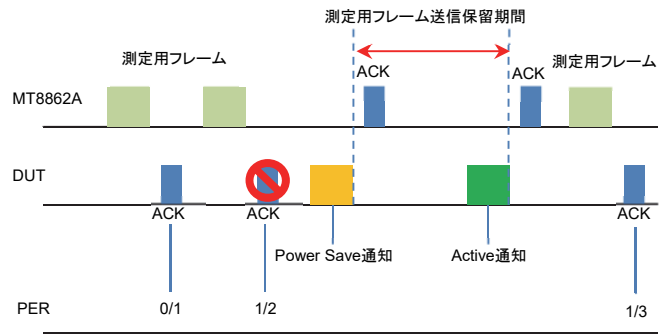 測定用フレーム送信保留期間
測定用フレーム
ACK
ACK
測定用フレーム
MT8862A
DUT
ACK
ACK
ACK
Power Save通知
Active通知
PER
0/1
1/2
1/3